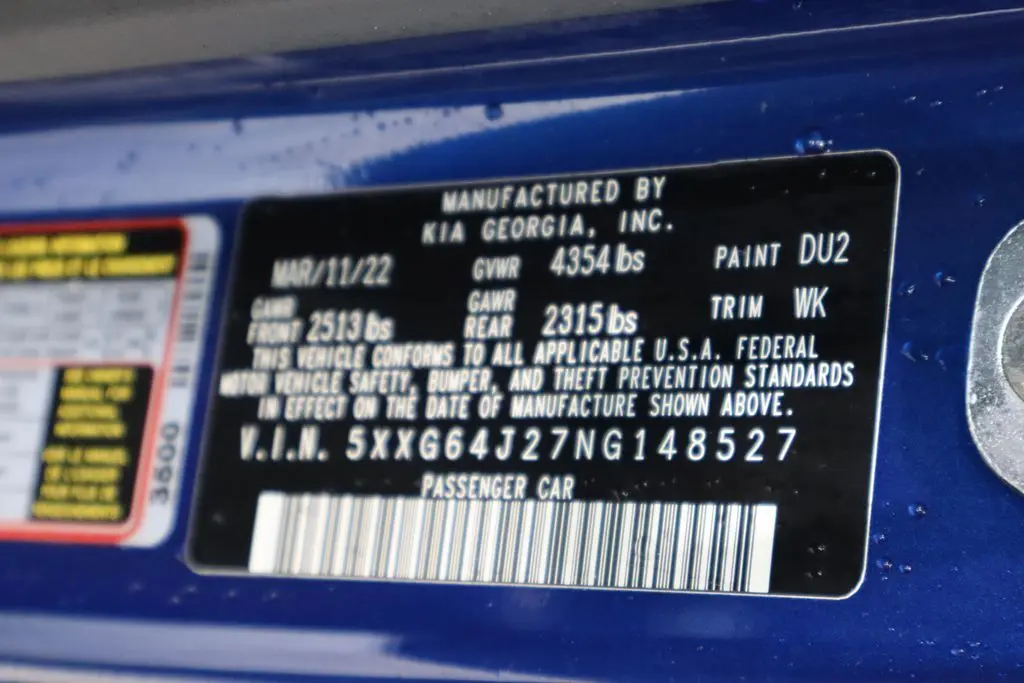 MANUFACTURED BY
KIA GEORGIA, INC.
MAR/11/22 GVWR 4354 lbs PAINT DU2
GAWR FRONT 2513 lbs GAWR REAR 2315 lbs TRIM WK
THIS VEHICLE CONFORMS TO ALL APPLICABLE U.S.A. FEDERAL
MOTOR VEHICLE SAFETY, BUMPER, AND THEFT PREVENTION STANDARDS
IN EFFECT ON THE DATE OF MANUFACTURE SHOWN ABOVE.
V.I.N. 5XXG64J27NG148527
PASSENGER CAR
3600